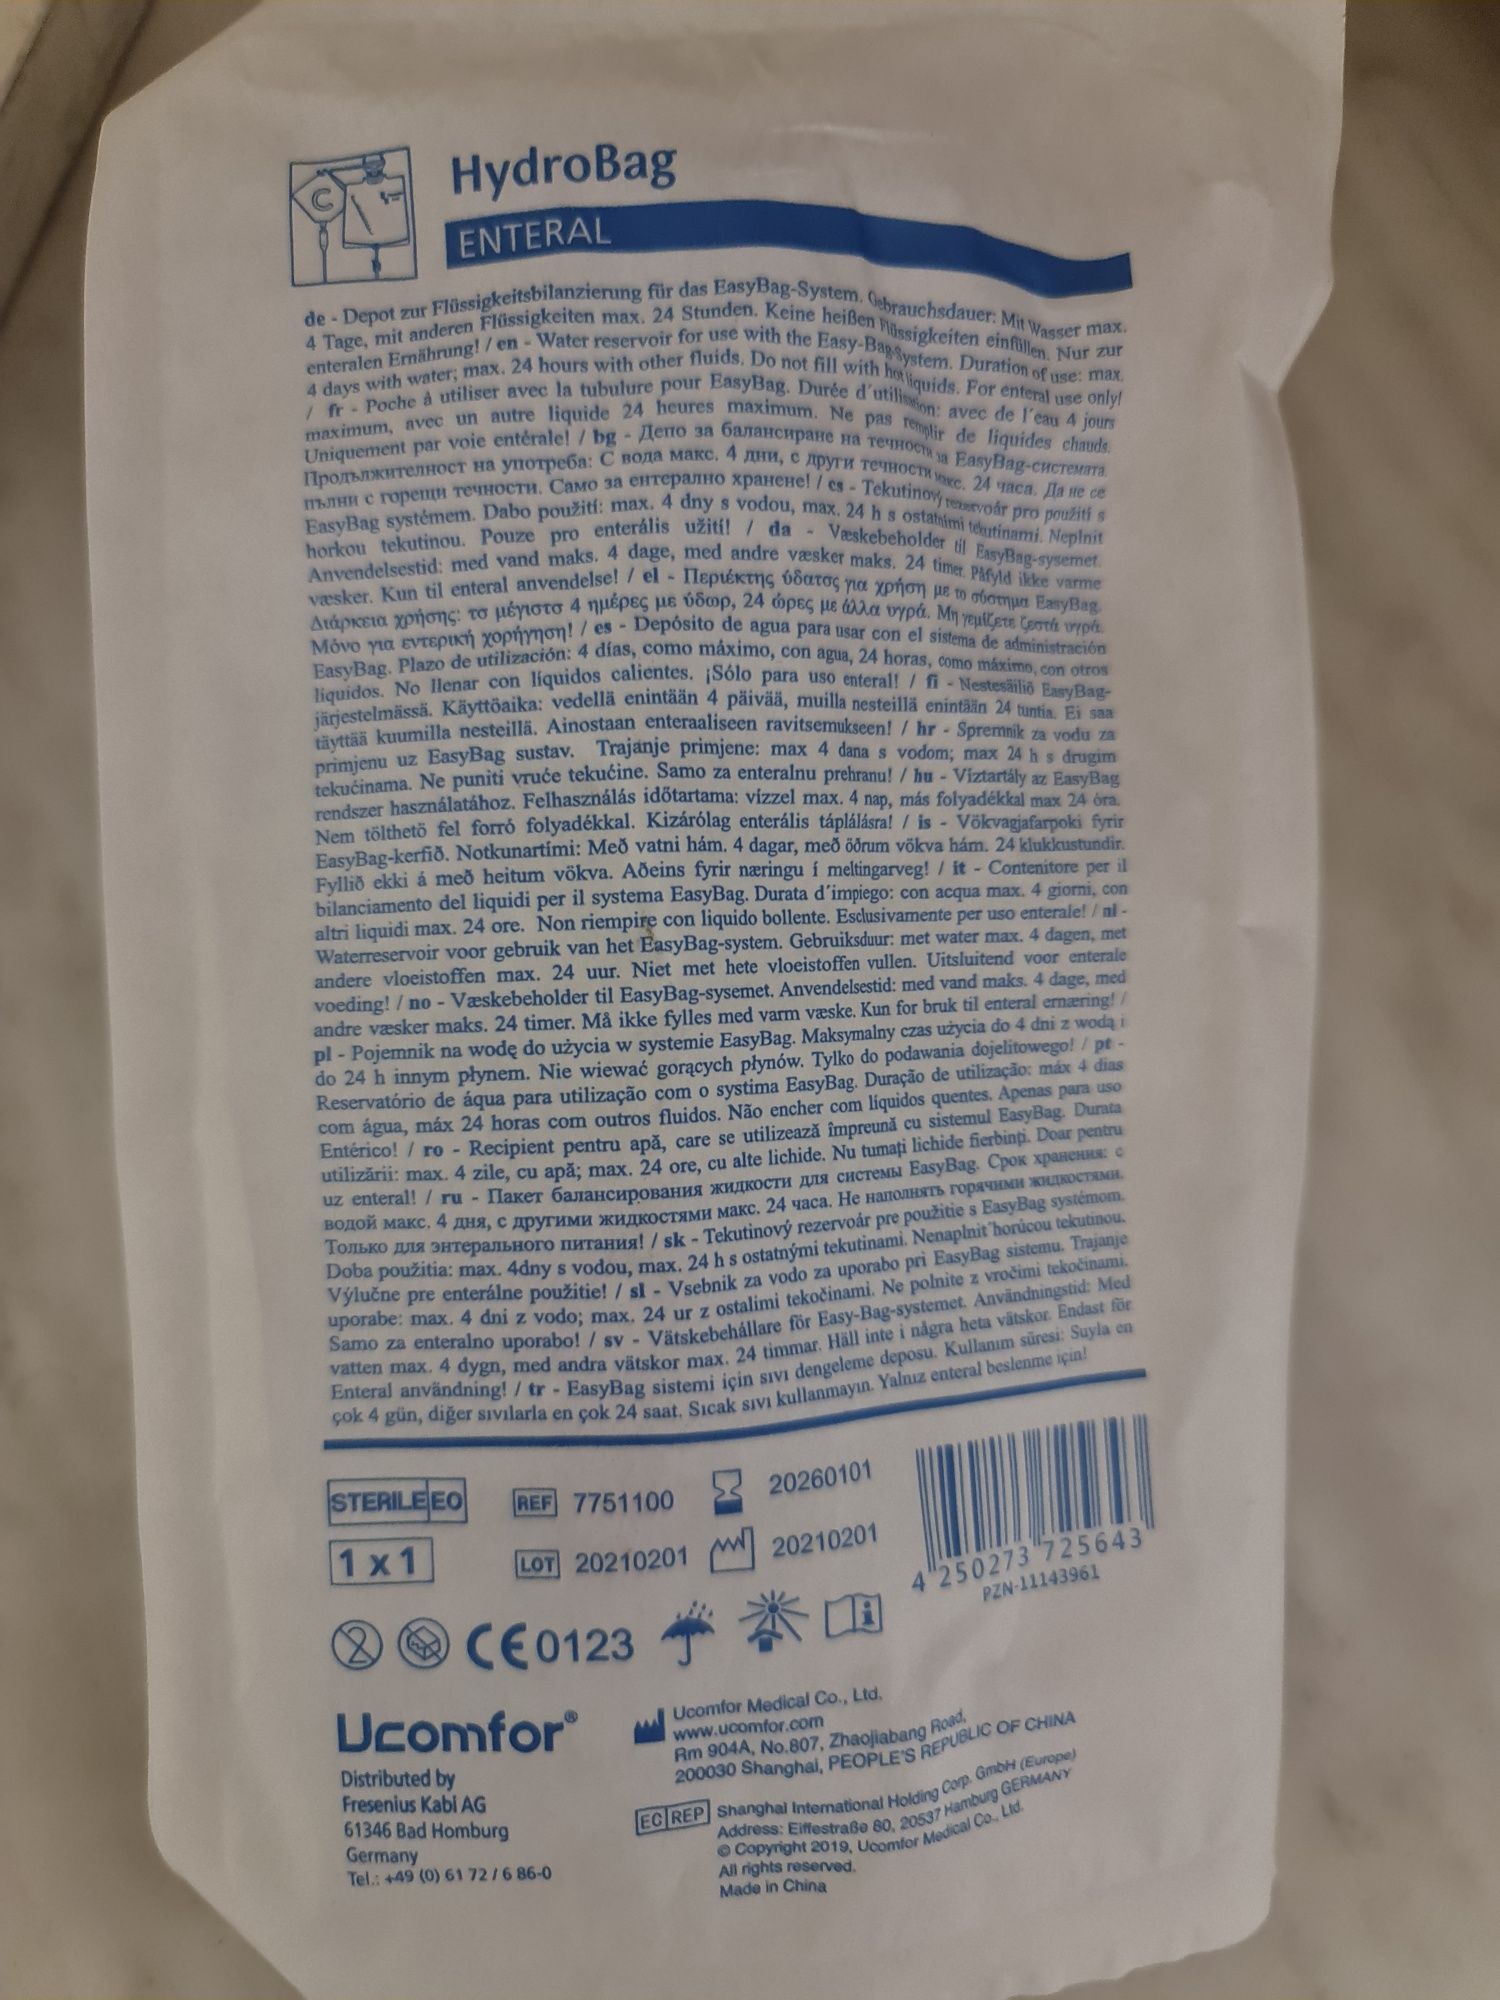 HydroBag
ENTERAL
de - Depot zur Flüssigkeitsbilanzierung für das EasyBag-System. Gebrauchsdauer: Mit Wasser max.
4 Tage, mit anderen Flüssigkeiten max. 24 Stunden. Keine heißen Flüssigkeiten einfüllen. Nur zur
enteralen Ernährung! / en - Water reservoir for use with the Easy-Bag-System. Duration of use: max.
4 days with water; max. 24 hours with other fluids. Do not fill with hot liquids. For enteral use only!
/ fr - Poche à utiliser avec la tubulure pour EasyBag. Durée d´utilisation: avec de l´eau 4 jours
maximum, avec un autre liquide 24 heures maximum. Ne pas remplir de liquides chauds.
Uniquement par voie entérale! / bg - Депо за балансиране на течности за EasyBag-системата.
Продължителност на употреба: С вода макс. 4 дни, с други течности макс. 24 часа. Да не се
пълни с горещи течности. Само за ентерално хранене! / cs - Tekutinový rezervoár pro použití s
EasyBag systémem. Dabo použití: max. 4 dny s vodou, max. 24 h s ostatními tekutinami. Neplnit
horkou tekutinou. Pouze pro enterális užití! / da - Væskebeholder til EasyBag-sysemet.
Anvendelsestid: med vand maks. 4 dage, med andre væsker maks. 24 timer. Påfyld ikke varme
væsker. Kun til enteral anvendelse! / el - Περιέκτης ύδατος για χρήση με το σύστημα EasyBag.
Διάρκεια χρήσης: το μέγιστο 4 ημέρες με ύδωρ, 24 ώρες με άλλα υγρά. Μη γεμίζετε ζεστά υγρά.
Μόνο για εντερική χορήγηση! / es - Depósito de agua para usar con el sistema de administración
EasyBag. Plazo de utilización: 4 días, como máximo, con agua, 24 horas, como máximo, con otros
líquidos. No llenar con líquidos calientes. ¡Sólo para uso enteral! / fi - Nestesäiliö EasyBag-
järjestelmässä. Käyttöaika: vedellä enintään 4 päivää, muilla nesteillä enintään 24 tuntia. Ei saa
täyttää kuumilla nesteillä. Ainostaan enteraaliseen ravitsemukseen! / hr - Spremnik za vodu za
primjenu uz EasyBag sustav. Trajanje primjene: max 4 dana s vodom; max 24 h s drugim
tekućinama. Ne puniti vruće tekućine. Samo za enteralnu prehranu! / hu - Víztartály az EasyBag
rendszer használatához. Felhasználás időtartama: vízzel max. 4 nap, más folyadékkal max 24 óra.
Nem tölthetö fel forró folyadékkal. Kizárólag enterális táplálásra! / is - Vökvagjafarpoki fyrir
EasyBag-kerfið. Notkunartími: Með vatni hám. 4 dagar, með öðrum vökva hám. 24 klukkustundir.
Fyllið ekki á með heitum vökva. Aðeins fyrir næringu í meltingarveg! / it - Contenitore per il
bilanciamento del liquidi per il systema EasyBag. Durata d´impiego: con acqua max. 4 giorni, con
altri liquidi max. 24 ore. Non riempire con liquido bollente. Esclusivamente per uso enterale! / nl -
Waterreservoir voor gebruik van het EasyBag-system. Gebruiksduur: met water max. 4 dagen, met
andere vloeistoffen max. 24 uur. Niet met hete vloeistoffen vullen. Uitsluitend voor enterale
voeding! / no - Væskebeholder til EasyBag-sysemet. Anvendelsestid: med vand maks. 4 dage, med
andre væsker maks. 24 timer. Må ikke fylles med varm væske. Kun for bruk til enteral ernæring! /
pl - Pojemnik na wodę do użycia w systemie EasyBag. Maksymalny czas użycia do 4 dni z wodą i
do 24 h innym płynem. Nie wiewać gorących płynów. Tylko do podawania dojelitowego! / pt -
Reservatório de áqua para utilização com o systima EasyBag. Duração de utilização: máx 4 dias
com água, máx 24 horas com outros fluidos. Não encher com líquidos quentes. Apenas para uso
Entérico! / ro - Recipient pentru apă, care se utilizează împreună cu sistemul EasyBag. Durata
utilizării: max. 4 zile, cu apă; max. 24 ore, cu alte lichide. Nu tumați lichide fierbinți. Doar pentru
uz enteral! / ru - Пакет балансирования жидкости для системы EasyBag. Срок хранения: с
водой макс. 4 дня, с другими жидкостями макс. 24 часа. Не наполнять горячими жидкостями.
Только для энтерального питания! / sk - Tekutinový rezervoár pre použitie s EasyBag systémom.
Doba použitia: max. 4dny s vodou, max. 24 h s ostatnými tekutinami. Nenaplnit´horúcou tekutinou.
Výlučne pre enterálne použitie! / sl - Vsebnik za vodo za uporabo pri EasyBag sistemu. Trajanje
uporabe: max. 4 dni z vodo; max. 24 ur z ostalimi tekočinami. Ne polnite z vročimi tekočinami.
Samo za enteralno uporabo! / sv - Vätskebehållare för Easy-Bag-systemet. Användningstid: Med
vatten max. 4 dygn, med andra vätskor max. 24 timmar. Häll inte i några heta vätskor. Endast för
Enteral användning! / tr - EasyBag sistemi için sıvı dengeleme deposu. Kullanım süresi: Suyla en
çok 4 gün, diğer sıvılarla en çok 24 saat. Sıcak sıvı kullanmayın. Yalnız enteral beslenme için!
STERILE EO
REF 7751100
20260101
1 x 1
LOT 20210201
20210201
4 250273 725643
PZN-11143961
2
CE 0123
Ucomfor®
Distributed by
Fresenius Kabi AG
61346 Bad Homburg
Germany
Tel.: +49 (0) 61 72 / 6 86-0
Ucomfor Medical Co., Ltd.
www.ucomfor.com
Rm 904A, No.807, Zhaojiabang Road,
200030 Shanghai, PEOPLE'S REPUBLIC OF CHINA
EC REP Shanghai International Holding Corp. GmbH (Europe)
Address: Eiffestraße 80, 20537 Hamburg GERMANY
© Copyright 2019, Ucomfor Medical Co., Ltd.
All rights reserved.
Made in China